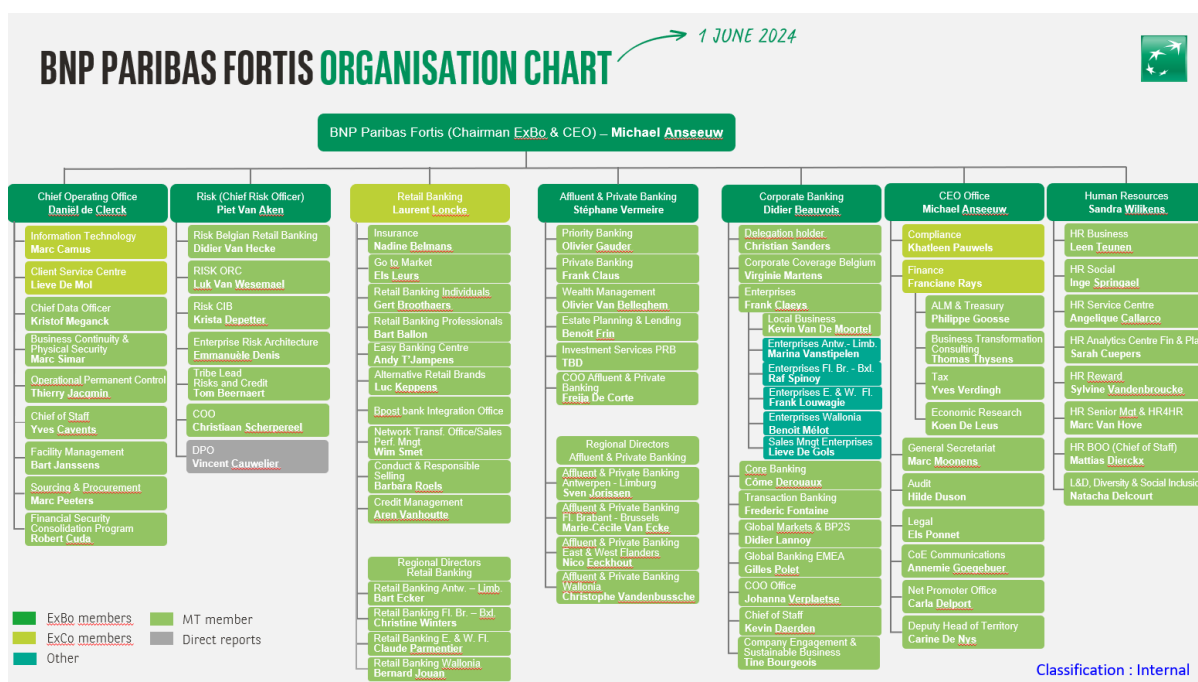 BNP PARIBAS FORTIS ORGANISATION CHART
1 JUNE 2024
BNP Paribas Fortis (Chairman ExBo & CEO) – Michael Anseeuw
Chief Operating Office
Daniël de Clerck
Information Technology
Marc Camus
Client Service Centre
Lieve De Mol
Chief Data Officer
Kristof Meganck
Business Continuity &
Physical Security
Marc Simar
Operational Permanent Control
Thierry Jacqmin
Chief of Staff
Yves Cavents
Facility Management
Bart Janssens
Sourcing & Procurement
Marc Peeters
Financial Security
Consolidation Program
Robert Cuda
Risk (Chief Risk Officer)
Piet Van Aken
Risk Belgian Retail Banking
Didier Van Hecke
RISK ORC
Luk Van Wesemael
Risk CIB
Krista Depetter
Enterprise Risk Architecture
Emmanuèle Denis
Tribe Lead
Risks and Credit
Tom Beernaert
COO
Christiaan Scherpereel
DPO
Vincent Cauwelier
Retail Banking
Laurent Loncke
Insurance
Nadine Belmans
Go to Market
Els Leurs
Retail Banking Individuals
Gert Broothaers
Retail Banking Professionals
Bart Ballon
Easy Banking Centre
Andy T'Jampens
Alternative Retail Brands
Luc Keppens
Bpost bank Integration Office
Network Transf. Office/Sales
Perf. Mngt
Wim Smet
Conduct & Responsible
Selling
Barbara Roels
Credit Management
Aren Vanhoutte
Regional Directors
Retail Banking
Retail Banking Antw. – Limb.
Bart Ecker
Retail Banking Fl. Br. – Bxl.
Christine Winters
Retail Banking E. & W. Fl.
Claude Parmentier
Retail Banking Wallonia
Bernard Jouan
Affluent & Private Banking
Stéphane Vermeire
Priority Banking
Olivier Gauder
Private Banking
Frank Claus
Wealth Management
Olivier Van Belleghem
Estate Planning & Lending
Benoit Frin
Investment Services PRB
TBD
COO Affluent & Private
Banking
Freija De Corte
Regional Directors
Affluent & Private Banking
Affluent & Private Banking
Antwerpen - Limburg
Sven Jorissen
Affluent & Private Banking
Fl. Brabant - Brussels
Marie-Cécile Van Ecke
Affluent & Private Banking
East & West Flanders
Nico Eeckhout
Affluent & Private Banking
Wallonia
Christophe Vandenbussche
Corporate Banking
Didier Beauvois
Delegation holder
Christian Sanders
Corporate Coverage Belgium
Virginie Martens
Enterprises
Frank Claeys
Local Business
Kevin Van De Moortel
Enterprises Antw.- Limb.
Marina Vanstipelen
Enterprises Fl. Br. - Bxl.
Raf Spinoy
Enterprises E. & W. Fl.
Frank Louwagie
Enterprises Wallonia
Benoit Mélot
Sales Mngt Enterprises
Lieve De Gols
Core Banking
Côme Derouaux
Transaction Banking
Frederic Fontaine
Global Markets & BP2S
Didier Lannoy
Global Banking EMEA
Gilles Polet
COO Office
Johanna Verplaetse
Chief of Staff
Kevin Daerden
Company Engagement &
Sustainable Business
Tine Bourgeois
CEO Office
Michael Anseeuw
Compliance
Khatleen Pauwels
Finance
Franciane Rays
ALM & Treasury
Philippe Goosse
Business Transformation
Consulting
Thomas Thysens
Tax
Yves Verdingh
Economic Research
Koen De Leus
General Secretariat
Marc Moonens
Audit
Hilde Duson
Legal
Els Ponnet
CoE Communications
Annemie Goegebuer
Net Promoter Office
Carla Delport
Deputy Head of Territory
Carine De Nys
Human Resources
Sandra Wilikens
HR Business
Leen Teunen
HR Social
Inge Springael
HR Service Centre
Angelique Callarco
HR Analytics Centre Fin & Pla
Sarah Cuepers
HR Reward
Sylvine Vandenbroucke
HR Senior Mgt & HR4HR
Marc Van Hove
HR BOO (Chief of Staff)
Mattias Dierckx
L&D, Diversity & Social Inclusio
Natacha Delcourt
ExBo members
ExCo members
Other
MT member
Direct reports
Classification : Internal